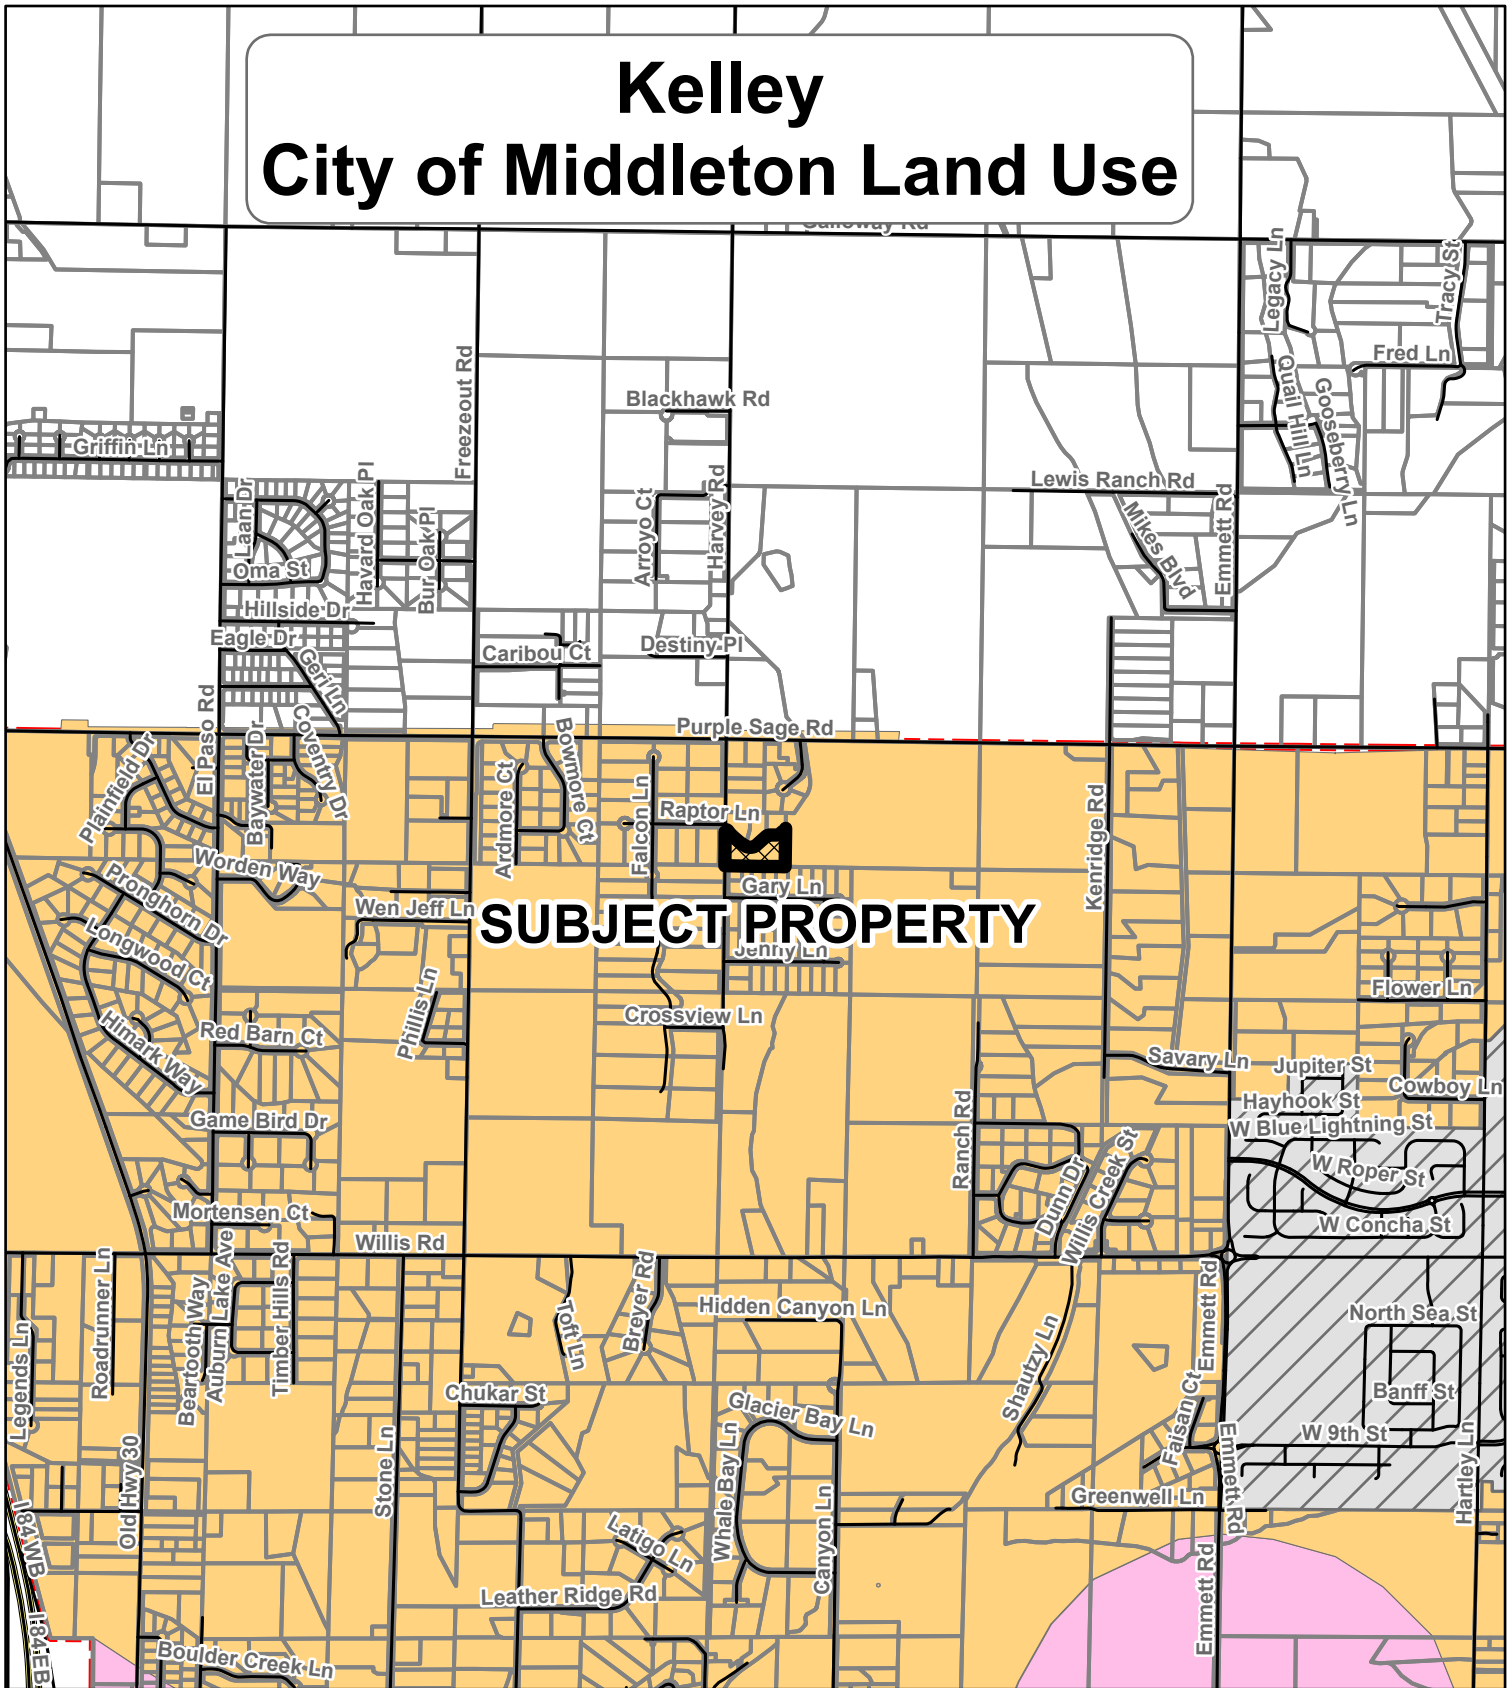 Kelley
City of Middleton Land Use
Galloway Rd
Legacy Ln
Tracy St
Fred Ln
Freezeout Rd
Quail Hill Ln
Gooseberry Ln
Blackhawk Rd
Griffin Ln
Lewis Ranch Rd
O Laan Dr
Havard Oak Pl
Bur Oak Pl
Arroyo Ct
Harvey Rd
Mikes Blvd
Emmett Rd
Oma St
Hillside Dr
Eagle Dr
Geri Ln
Caribou Ct
Destiny Pl
El Paso Rd
Purple Sage Rd
Plainfield Dr
Baywater Dr
Coventry Dr
Ardmore Ct
Bowmore Ct
Falcon Ln
Raptor Ln
Kenridge Rd
Worden Way
Pronghorn Dr
Gary Ln
Wen Jeff Ln
SUBJECT PROPERTY
Jenny Ln
Longwood Ct
Phillis Ln
Flower Ln
Himark Way
Red Barn Ct
Crossview Ln
Savary Ln
Jupiter St
Cowboy Ln
Hayhook St
Game Bird Dr
W Blue Lightning St
Ranch Rd
Dunn Dr
Willis Creek St
W Roper St
Mortensen Ct
W Concha St
Willis Rd
Legends Ln
Roadrunner Ln
Beartooth Way
Auburn Lake Ave
Timber Hills Rd
Toft Ln
Breyer Rd
Hidden Canyon Ln
Emmett Rd
North Sea St
Shautzy Ln
Chukar St
Banff St
Glacier Bay Ln
Faisan Ct
W 9th St
Old Hwy 30
Stone Ln
Whale Bay Ln
Canyon Ln
Greenwell Ln
Emmett Rd
Hartley Ln
I 84 WB
Latigo Ln
Leather Ridge Rd
Emmett Rd
I 84 EB
Boulder Creek Ln